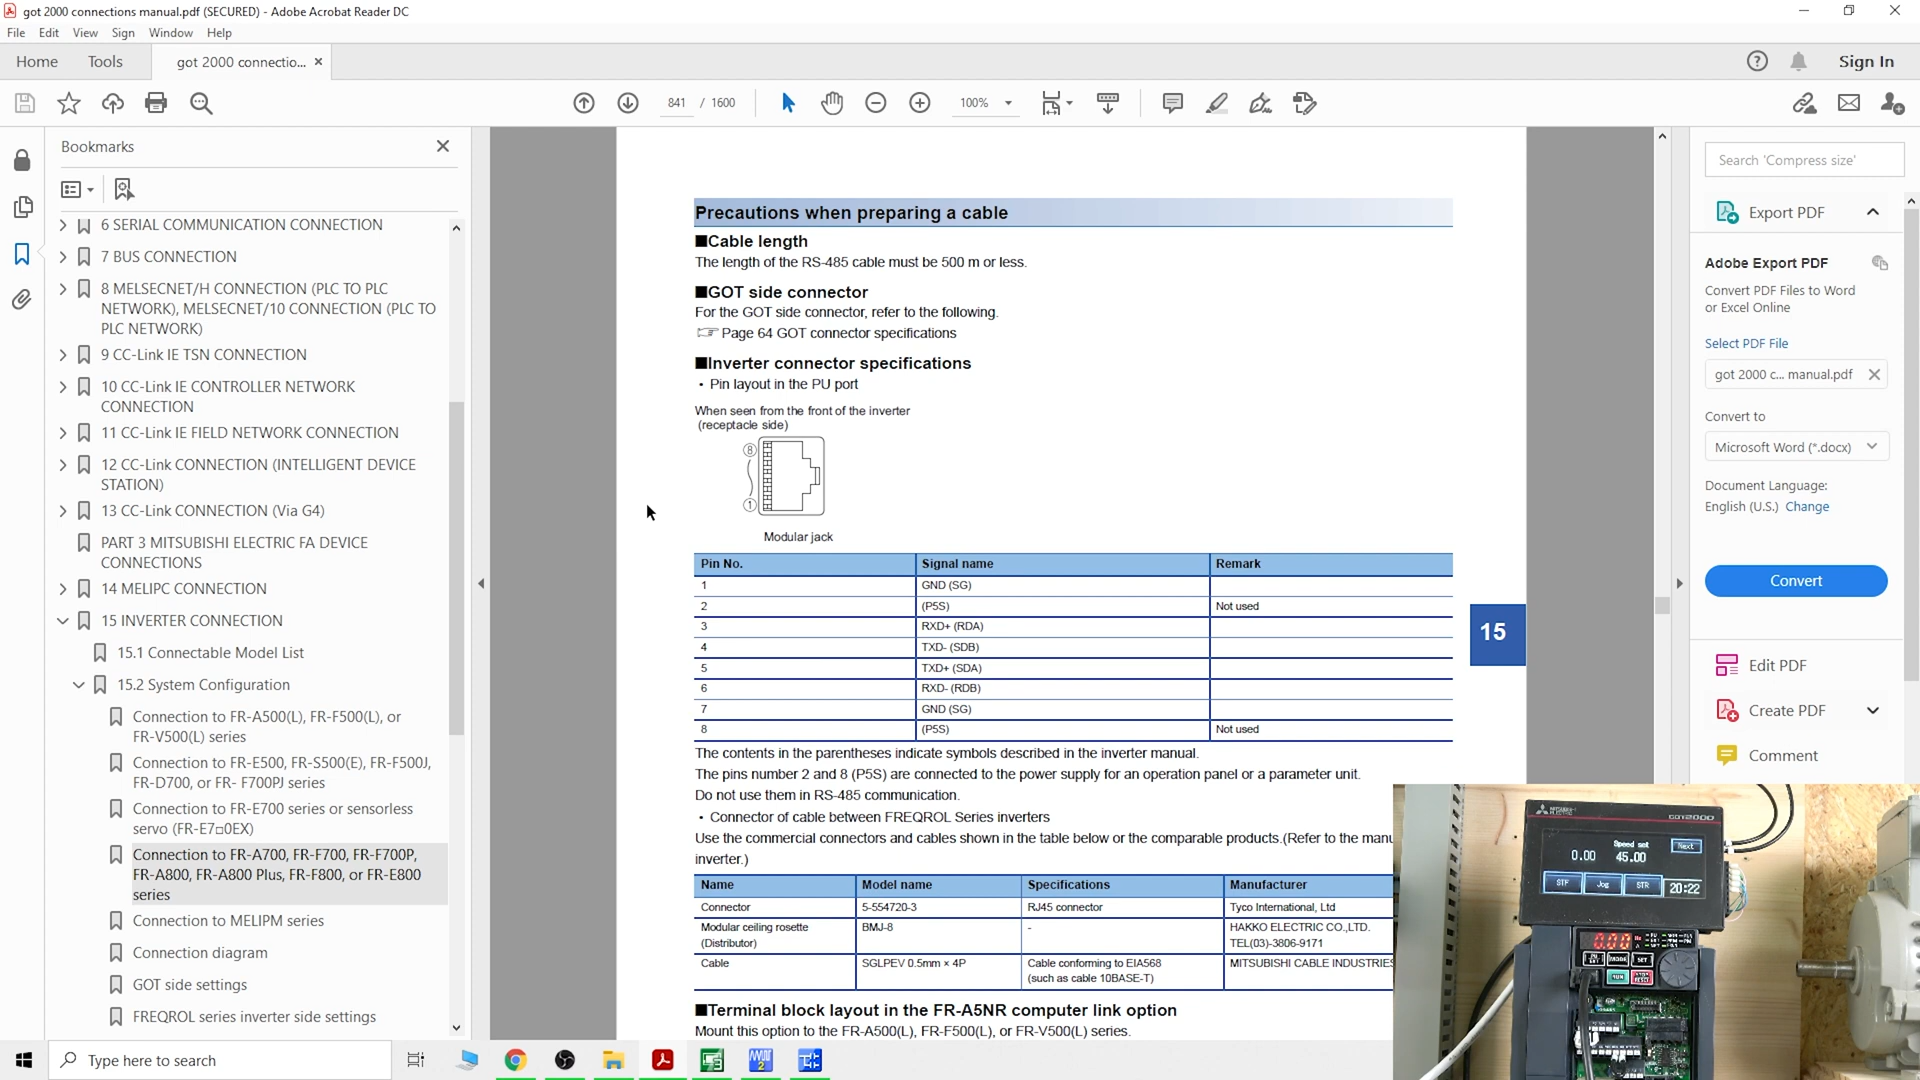 got 2000 connections manual.pdf (SECURED) - Adobe Acrobat Reader DC
File Edit View Sign Window Help
Home Tools got 2000 connectio... ×
Sign In
841 / 1600
100%
Bookmarks
6 SERIAL COMMUNICATION CONNECTION
7 BUS CONNECTION
8 MELSECNET/H CONNECTION (PLC TO PLC
NETWORK), MELSECNET/10 CONNECTION (PLC TO
PLC NETWORK)
9 CC-Link IE TSN CONNECTION
10 CC-Link IE CONTROLLER NETWORK
CONNECTION
11 CC-Link IE FIELD NETWORK CONNECTION
12 CC-Link CONNECTION (INTELLIGENT DEVICE
STATION)
13 CC-Link CONNECTION (Via G4)
PART 3 MITSUBISHI ELECTRIC FA DEVICE
CONNECTIONS
14 MELIPC CONNECTION
15 INVERTER CONNECTION
15.1 Connectable Model List
15.2 System Configuration
Connection to FR-A500(L), FR-F500(L), or
FR-V500(L) series
Connection to FR-E500, FR-S500(E), FR-F500J,
FR-D700, or FR- F700PJ series
Connection to FR-E700 series or sensorless
servo (FR-E7□0EX)
Connection to FR-A700, FR-F700, FR-F700P,
FR-A800, FR-A800 Plus, FR-F800, or FR-E800
series
Connection to MELIPM series
Connection diagram
GOT side settings
FREQROL series inverter side settings
Precautions when preparing a cable
■Cable length
The length of the RS-485 cable must be 500 m or less.
■GOT side connector
For the GOT side connector, refer to the following.
☞ Page 64 GOT connector specifications
■Inverter connector specifications
• Pin layout in the PU port
When seen from the front of the inverter
(receptacle side)
⑧
①
Modular jack
Pin No. Signal name Remark
1 GND (SG)
2 (P5S) Not used
3 RXD+ (RDA)
4 TXD- (SDB)
5 TXD+ (SDA)
6 RXD- (RDB)
7 GND (SG)
8 (P5S) Not used
The contents in the parentheses indicate symbols described in the inverter manual.
The pins number 2 and 8 (P5S) are connected to the power supply for an operation panel or a parameter unit.
Do not use them in RS-485 communication.
• Connector of cable between FREQROL Series inverters
Use the commercial connectors and cables shown in the table below or the comparable products.(Refer to the manu
inverter.)
Name Model name Specifications Manufacturer
Connector 5-554720-3 RJ45 connector Tyco International, Ltd
Modular ceiling rosette BMJ-8 - HAKKO ELECTRIC CO.,LTD.
(Distributor) TEL(03)-3806-9171
Cable SGLPEV 0.5mm × 4P Cable conforming to EIA568 MITSUBISHI CABLE INDUSTRIES
(such as cable 10BASE-T)
■Terminal block layout in the FR-A5NR computer link option
Mount this option to the FR-A500(L), FR-F500(L), or FR-V500(L) series.
15
Search 'Compress size'
Export PDF
Adobe Export PDF
Convert PDF Files to Word
or Excel Online
Select PDF File
got 2000 c... manual.pdf
Convert to
Microsoft Word (*.docx)
Document Language:
English (U.S.) Change
Convert
Edit PDF
Create PDF
Comment
MITSUBISHI
ELECTRIC
GOT2000
Speed set
Next
0.00 45.00
STF Jog STR 20:22
0.00
MODE SET
RUN
Type here to search